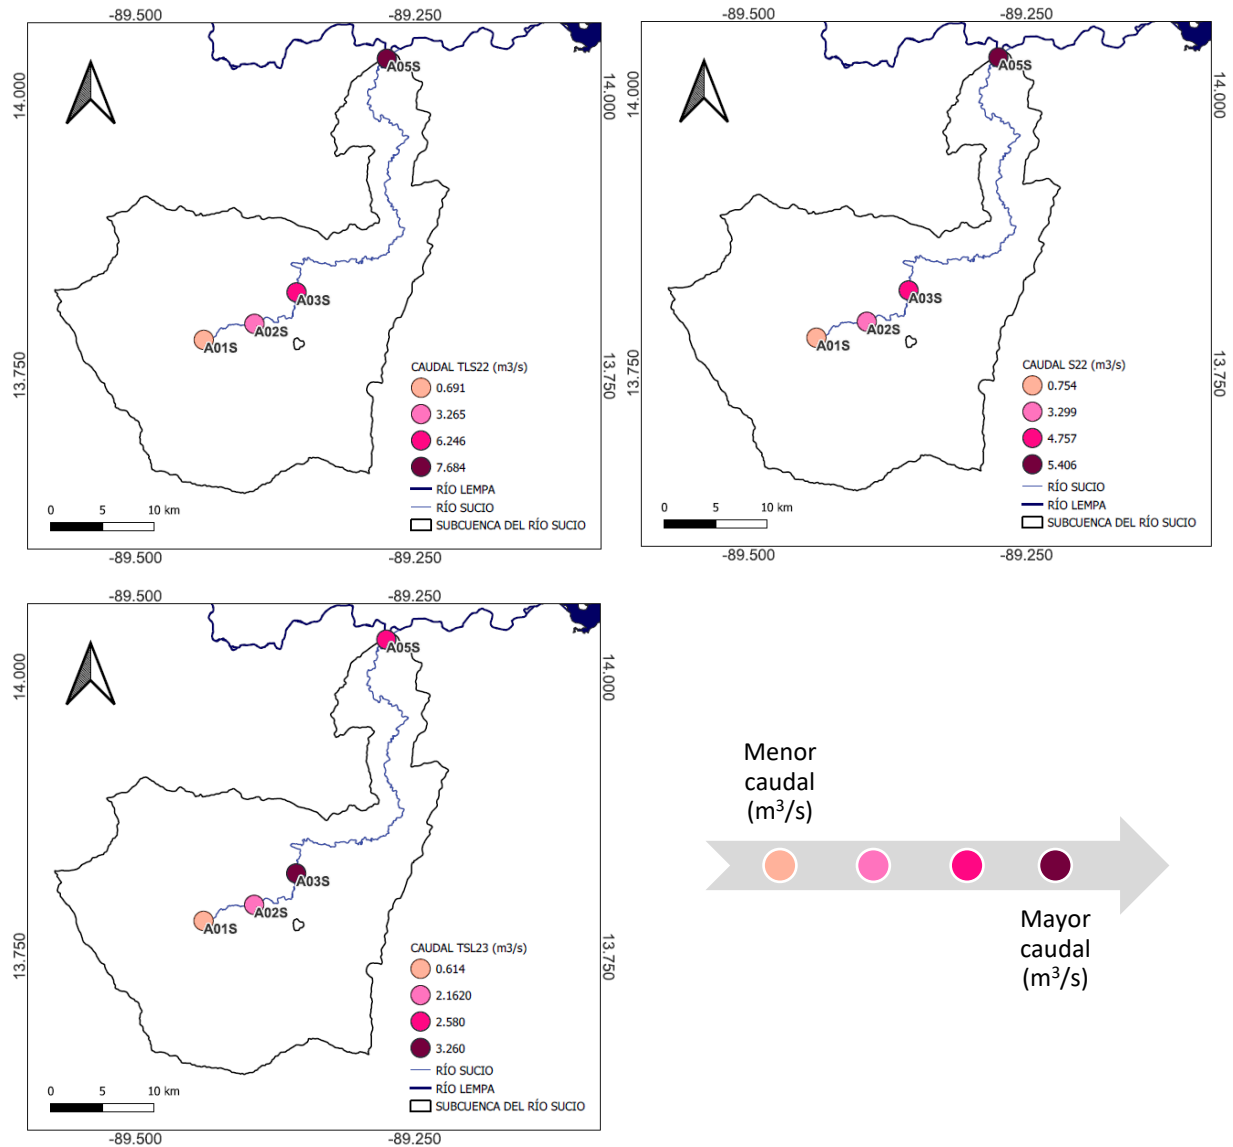 -89.500
-89.250
14.000
14.000
A05S
A03S
A02S
A01S
13.750
13.750
CAUDAL TLS22 (m3/s)
0.691
3.265
6.246
7.684
RÍO LEMPA
RÍO SUCIO
SUBCUENCA DEL RÍO SUCIO
0 5 10 km
-89.500
-89.250
-89.500
-89.250
14.000
14.000
A05S
A03S
A02S
A01S
13.750
13.750
CAUDAL S22 (m3/s)
0.754
3.299
4.757
5.406
RÍO SUCIO
RÍO LEMPA
SUBCUENCA DEL RÍO SUCIO
0 5 10 km
-89.500
-89.250
-89.500
-89.250
14.000
14.000
A05S
A03S
A02S
A01S
13.750
13.750
CAUDAL TSL23 (m3/s)
0.614
2.1620
2.580
3.260
RÍO SUCIO
RÍO LEMPA
SUBCUENCA DEL RÍO SUCIO
0 5 10 km
-89.500
-89.250
Menor
caudal
(m³/s)
Mayor
caudal
(m³/s)